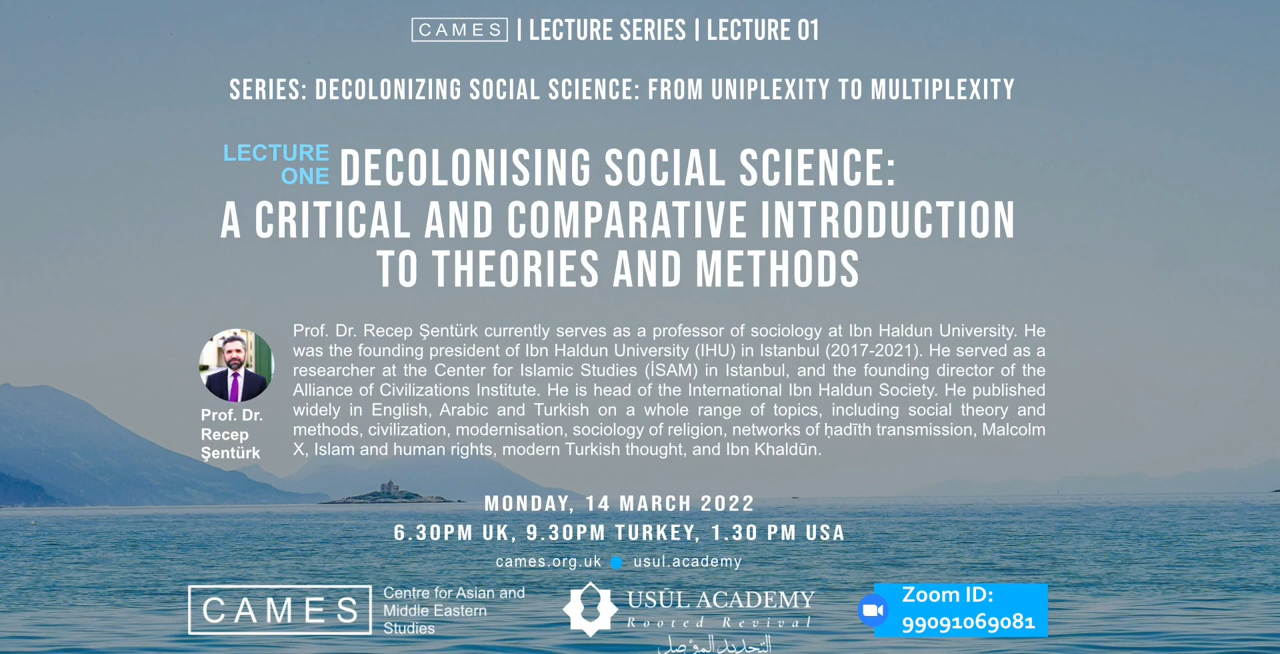 CAMES | LECTURE SERIES | LECTURE 01
SERIES: DECOLONIZING SOCIAL SCIENCE: FROM UNIPLEXITY TO MULTIPLEXITY
LECTURE
ONE
DECOLONISING SOCIAL SCIENCE:
A CRITICAL AND COMPARATIVE INTRODUCTION
TO THEORIES AND METHODS
Prof. Dr.
Recep
Şentürk
Prof. Dr. Recep Şentürk currently serves as a professor of sociology at Ibn Haldun University. He
was the founding president of Ibn Haldun University (IHU) in Istanbul (2017-2021). He served as a
researcher at the Center for Islamic Studies (İSAM) in Istanbul, and the founding director of the
Alliance of Civilizations Institute. He is head of the International Ibn Haldun Society. He published
widely in English, Arabic and Turkish on a whole range of topics, including social theory and
methods, civilization, modernisation, sociology of religion, networks of ḥadīth transmission, Malcolm
X, Islam and human rights, modern Turkish thought, and Ibn Khaldūn.
MONDAY, 14 MARCH 2022
6.30PM UK, 9.30PM TURKEY, 1.30 PM USA
cames.org.uk usul.academy
CAMES
Centre for Asian and
Middle Eastern
Studies
USŪL ACADEMY
Rooted Revival
التجديد المؤصل
Zoom ID:
99091069081